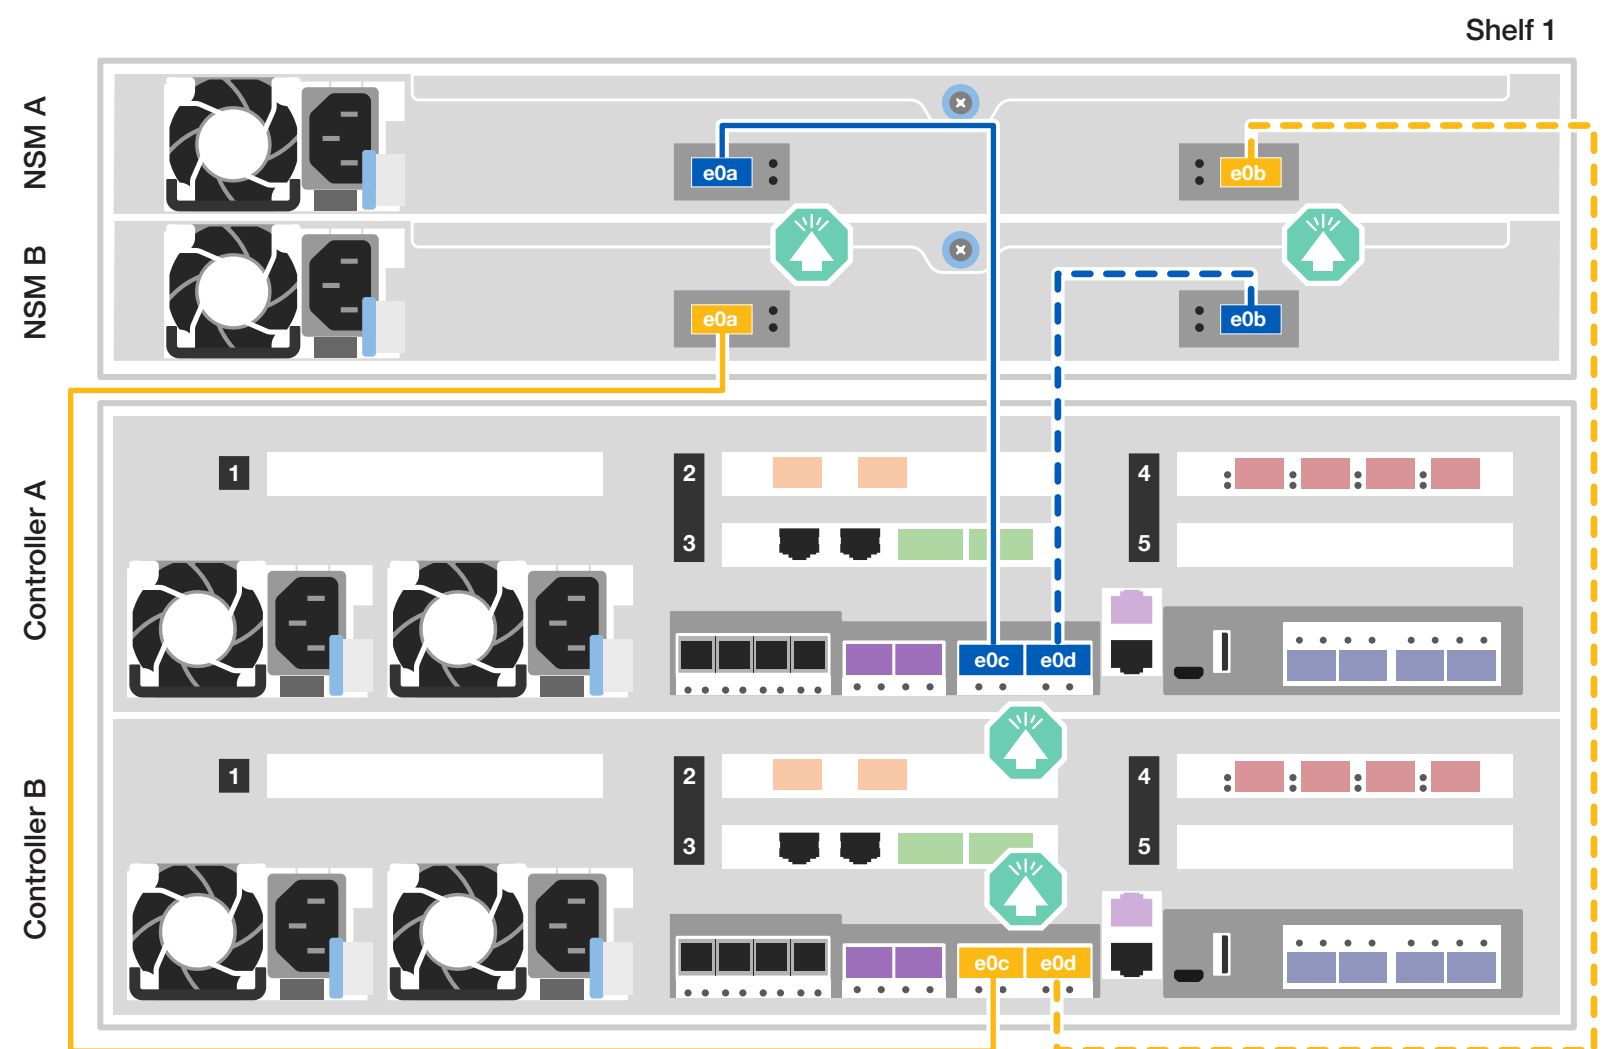 Shelf 1
NSM A
e0a
e0b
NSM B
e0a
e0b
Controller A
1
2
4
3
5
e0c
e0d
Controller B
1
2
4
3
5
e0c
e0d